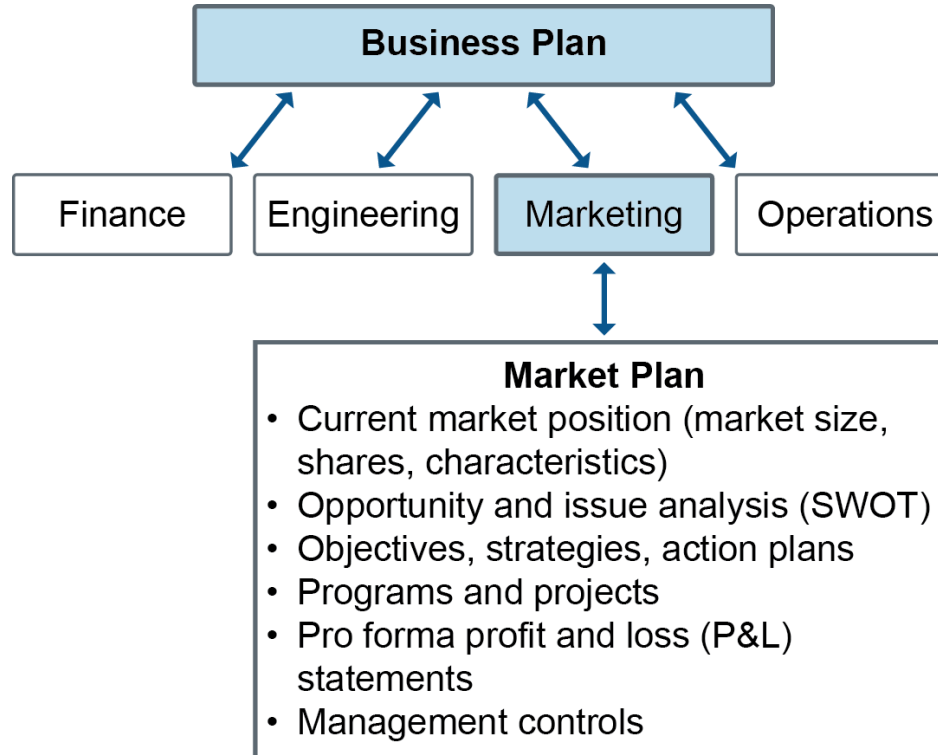 Business Plan
Finance
Engineering
Marketing
Operations
Market Plan
• Current market position (market size,
shares, characteristics)
• Opportunity and issue analysis (SWOT)
• Objectives, strategies, action plans
• Programs and projects
• Pro forma profit and loss (P&L)
statements
• Management controls